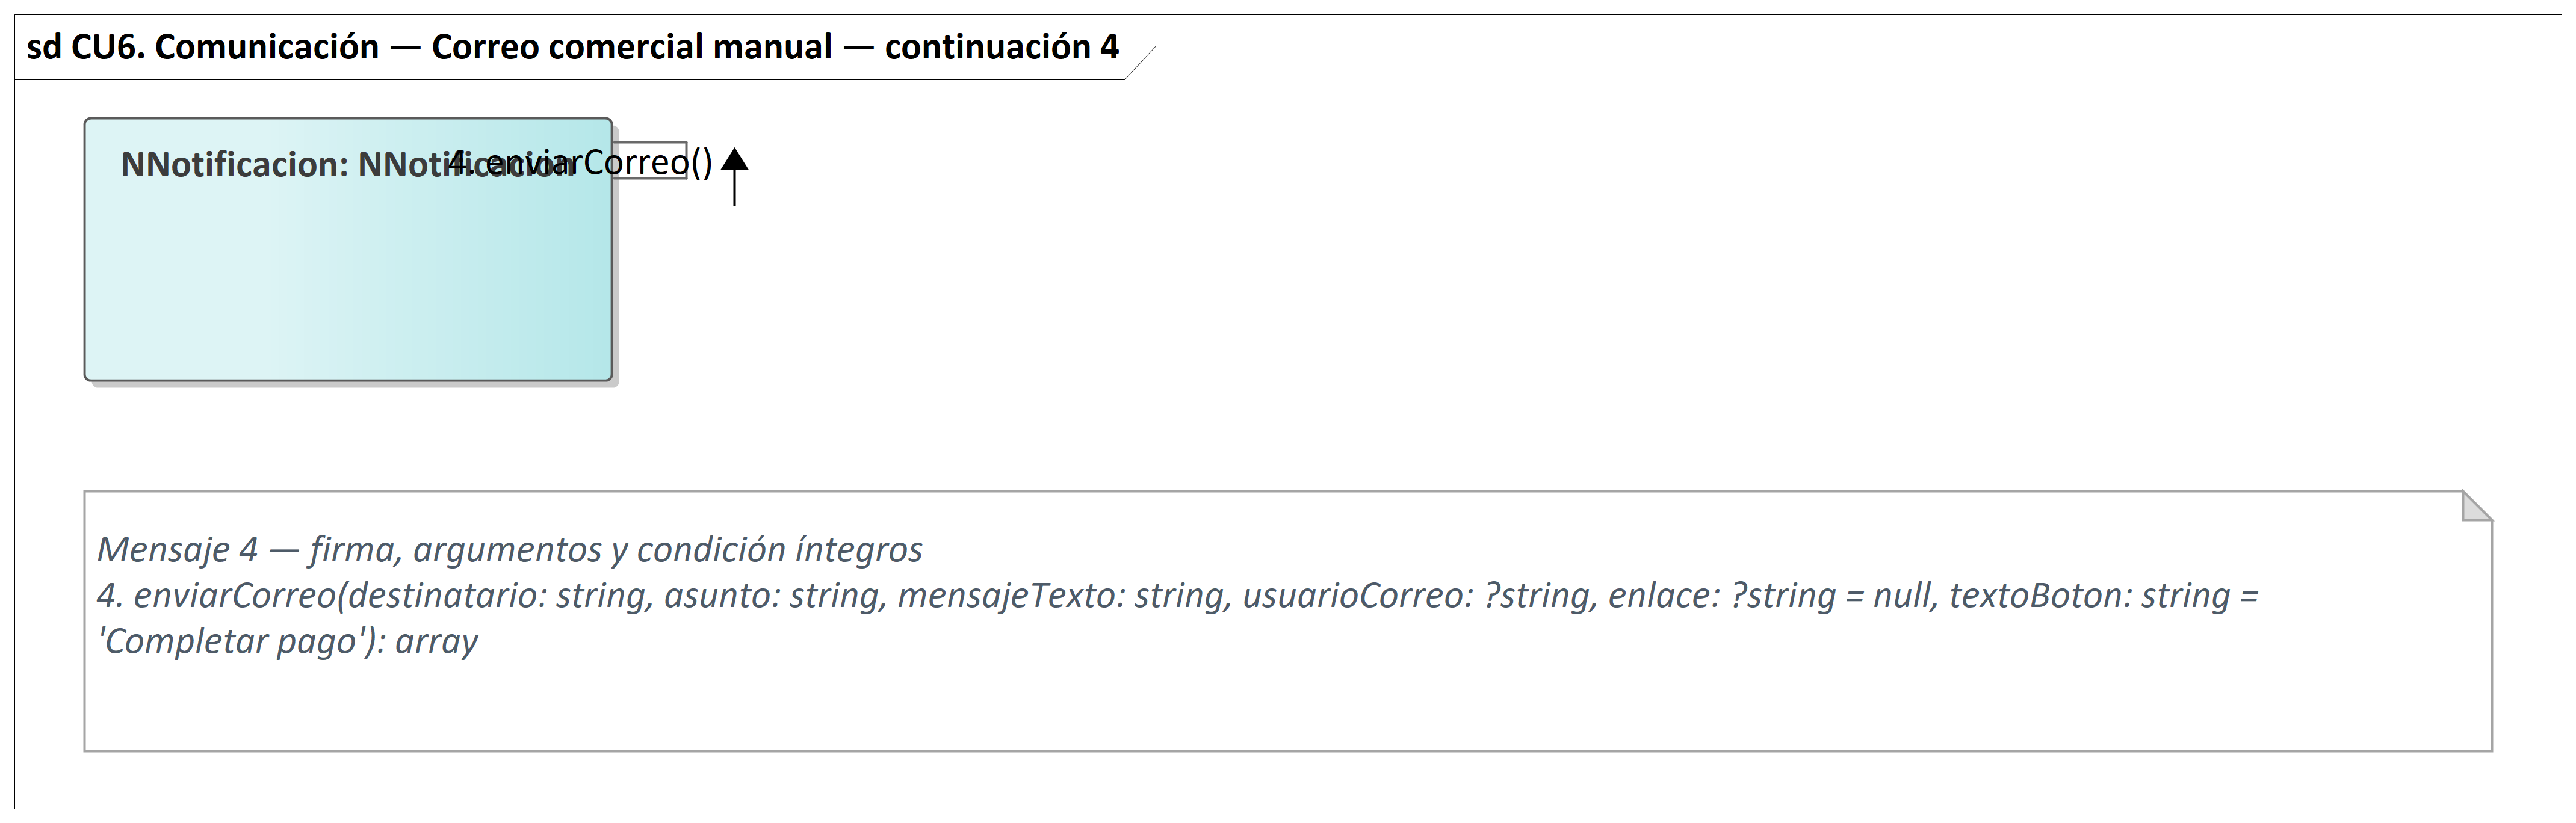 sd CU6. Comunicación — Correo comercial manual — continuación 4
NNotificacion: NNotificacion
4. enviarCorreo()
Mensaje 4 — firma, argumentos y condición íntegros
4. enviarCorreo(destinatario: string, asunto: string, mensajeTexto: string, usuarioCorreo: ?string, enlace: ?string = null, textoBoton: string =
'Completar pago'): array